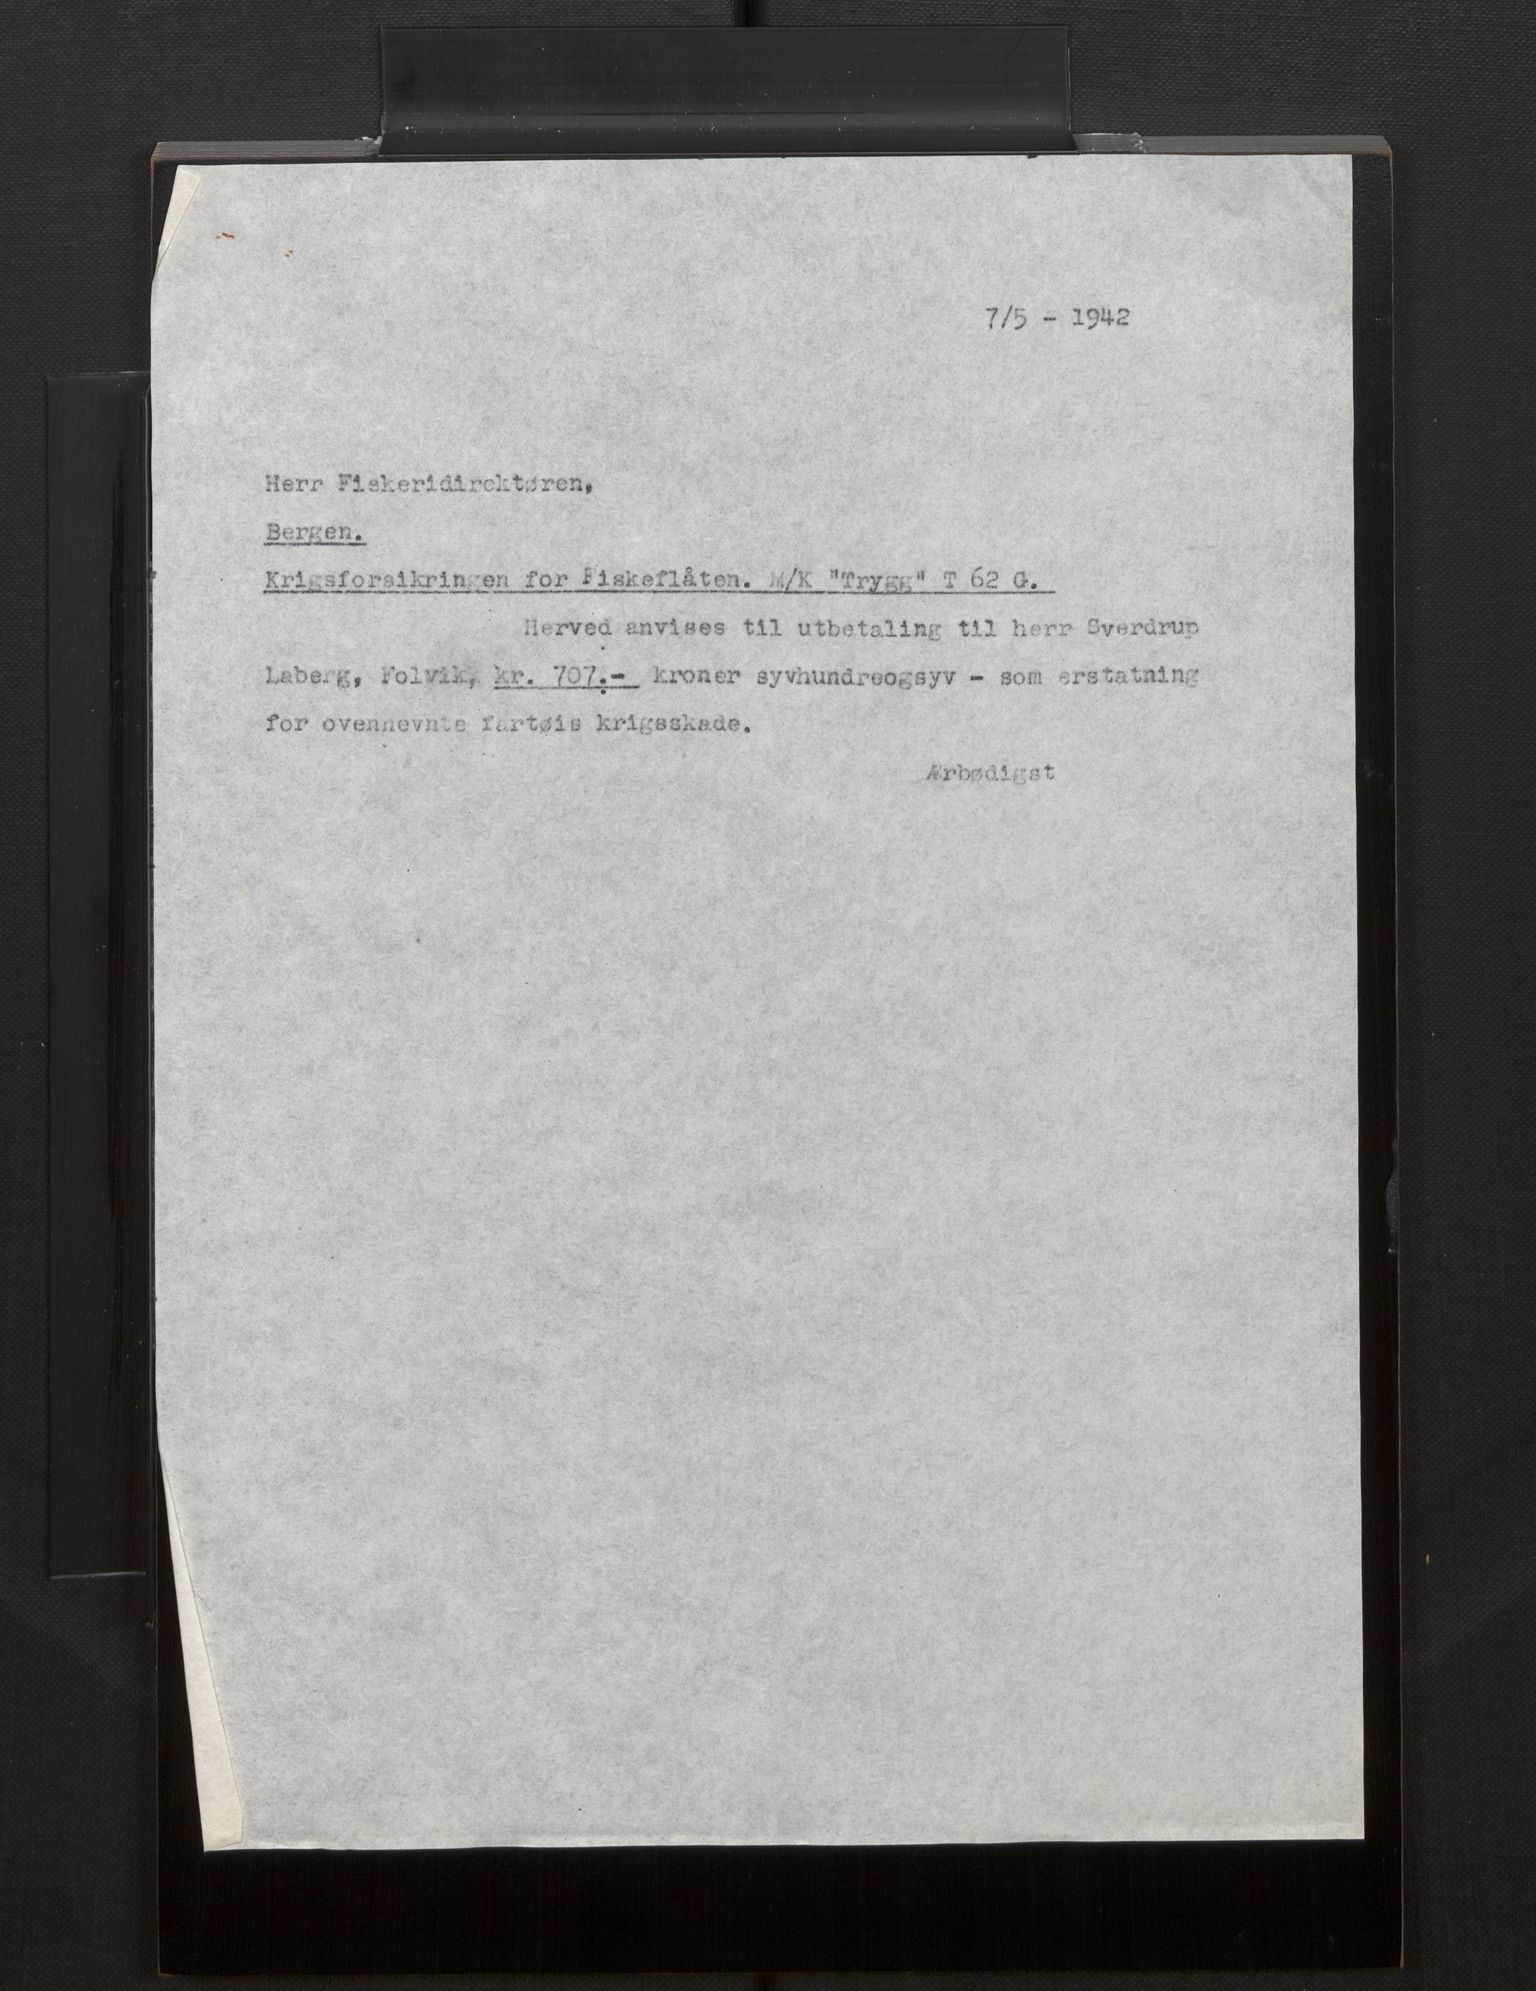 7/5 - 1942
Herr Fiskeridirektøren,
Bergen.
Krigsforsikringen for Fiskeflåten. M/K "Trygg" T 62 G.
Herved anvises til utbetaling til herr Sverdrup
Laberg, Folvik, kr. 707.- kroner syvhundreogsyv - som erstatning
for ovennevnte fartøis krigsskade.
Ærbødigst